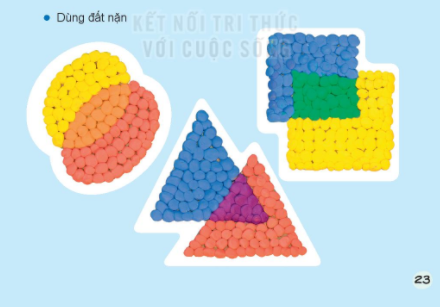 • Dùng đất nặn
KẾT NỐI TRI THỨC
VỚI CUỘC SỐNG
23